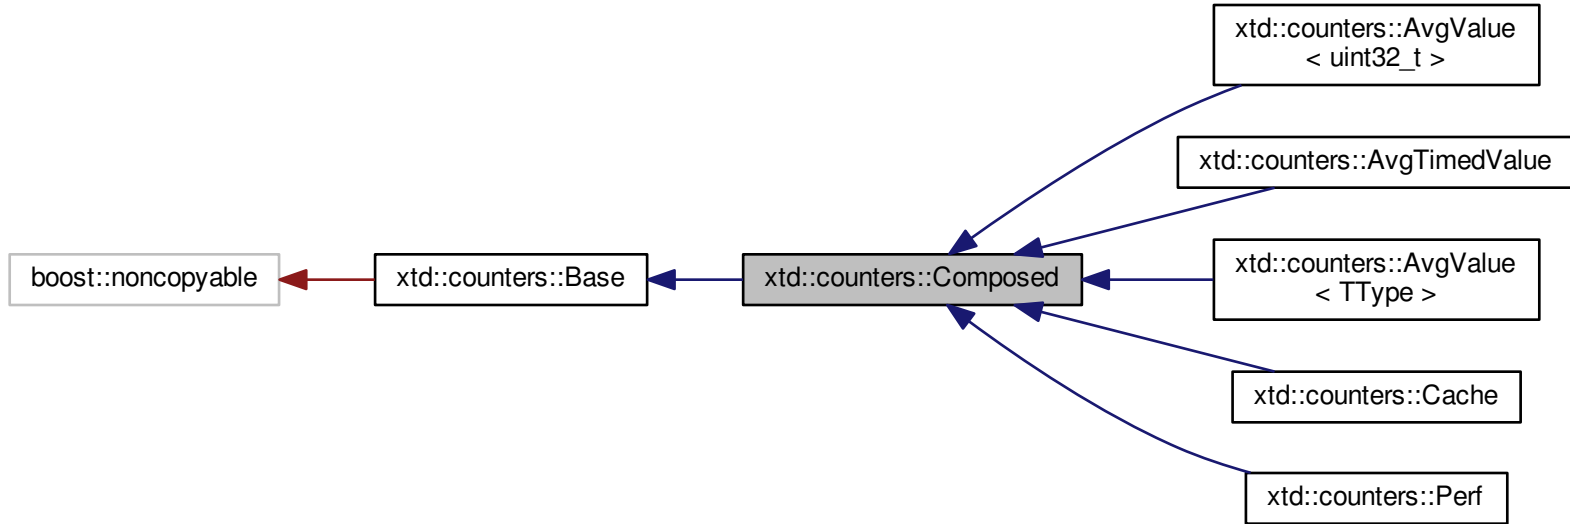 boost::noncopyable
xtd::counters::Base
xtd::counters::Composed
xtd::counters::AvgValue
< uint32_t >
xtd::counters::AvgTimedValue
xtd::counters::AvgValue
< TType >
xtd::counters::Cache
xtd::counters::Perf